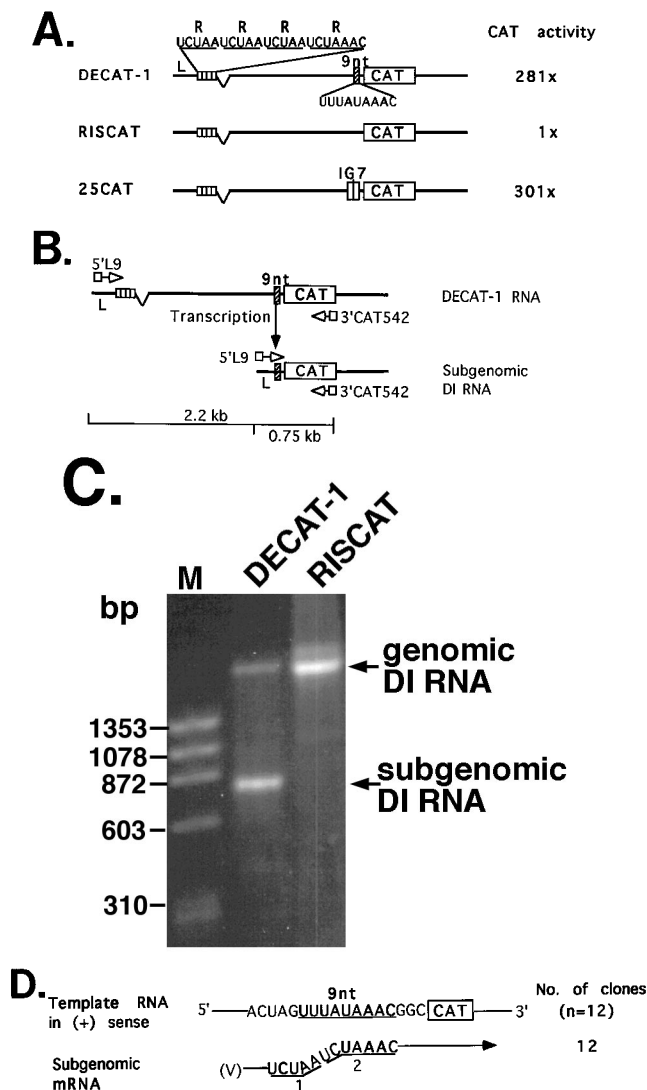 A.
R R R R
UCUAAUCUAAUCUAAUCUAAAC
CAT activity
L
9nt
DECAT-1 CAT 281x
UUUAUAAAC
RISCAT CAT 1x
IG7
25CAT CAT 301x
B.
5'L9
9nt
CAT DECAT-1 RNA
L
Transcription 3'CAT542
5'L9
CAT Subgenomic
DI RNA
L 3'CAT542
2.2 kb
0.75 kb
C.
DECAT-1
RISCAT
M
bp
genomic
DI RNA
1353
1078
872
subgenomic
DI RNA
603
310
D.
No. of clones
(n=12)
9nt
Template RNA
in (+) sense
5' ACUAGUUUAUAAACGGC CAT 3'
Subgenomic
mRNA
(V) UCUAAUCUAAAC 12
1 2